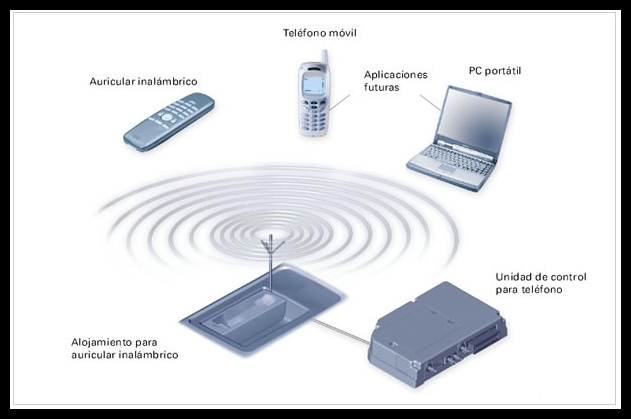 Teléfono móvil
Auricular inalámbrico
Aplicaciones
futuras
PC portátil
Unidad de control
para teléfono
Alojamiento para
auricular inalámbrico